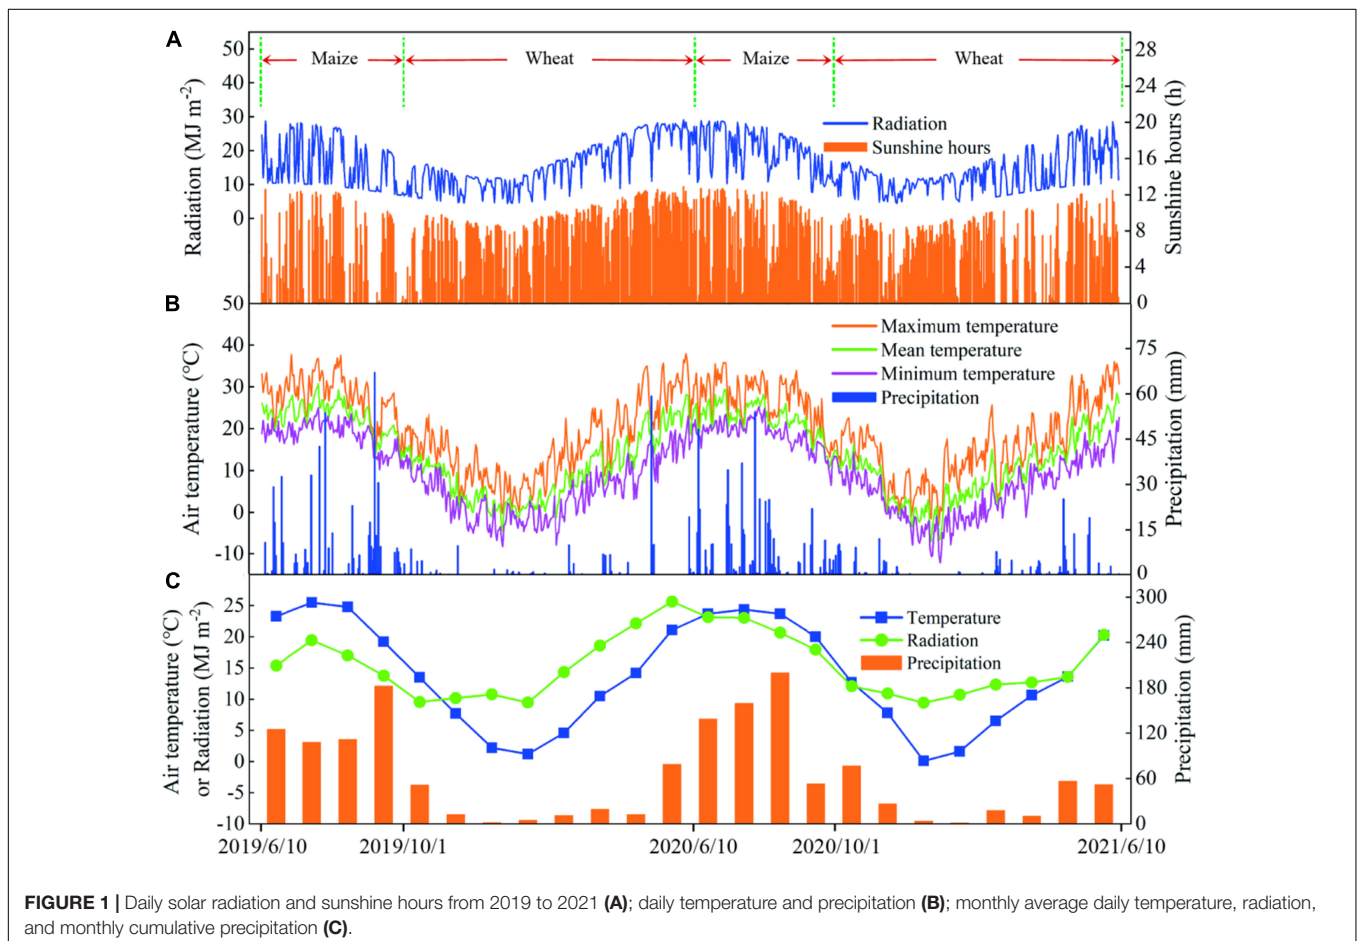 A
50
40
30
20
10
0
Radiation (MJ m-2)
Maize
Wheat
Maize
Wheat
Radiation
Sunshine hours
28
24
20
16
12
8
4
0
Sunshine hours (h)
B
50
40
30
20
10
0
-10
Air temperature (°C)
Maximum temperature
Mean temperature
Minimum temperature
Precipitation
75
60
45
30
15
0
Precpitation (mm)
C
25
20
15
10
5
0
-5
-10
Air temperature (°C)
or Radiation (MJ m-2)
Temperature
Radiation
Precipitation
300
240
180
120
60
0
Precipitation (mm)
2019/6/10
2019/10/1
2020/6/10
2020/10/1
2021/6/10
FIGURE 1 | Daily solar radiation and sunshine hours from 2019 to 2021 (A); daily temperature and precipitation (B); monthly average daily temperature, radiation,
and monthly cumulative precipitation (C).